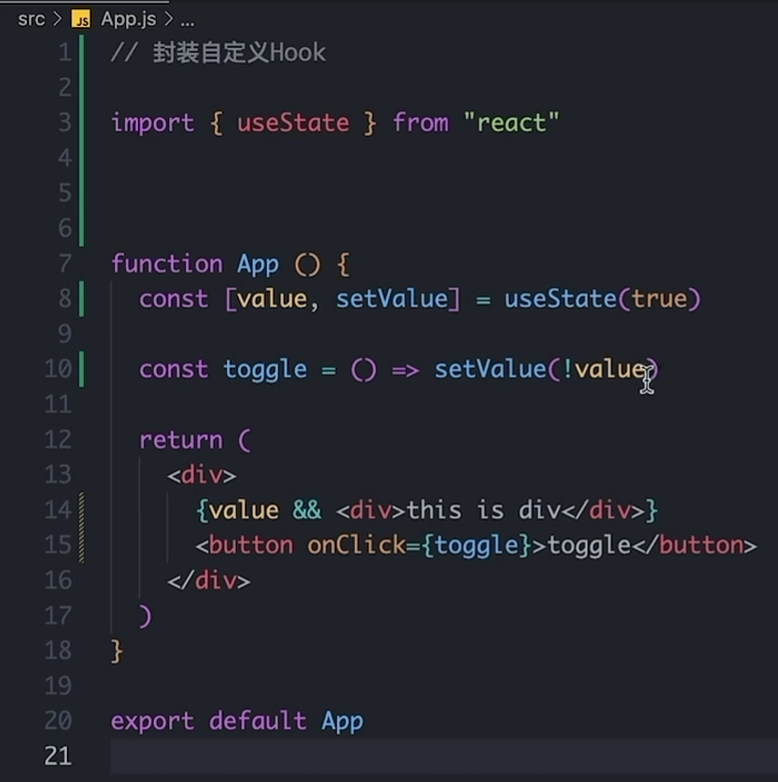 src > JS App.js > ...
1 // 封装自定义Hook
2
3 import { useState } from "react"
4
5
6
7 function App () {
8 const [value, setValue] = useState(true)
9
10 const toggle = () => setValue(!value)
11
12 return (
13 <div>
14 {value && <div>this is div</div>}
15 <button onClick={toggle}>toggle</button>
16 </div>
17 )
18 }
19
20 export default App
21